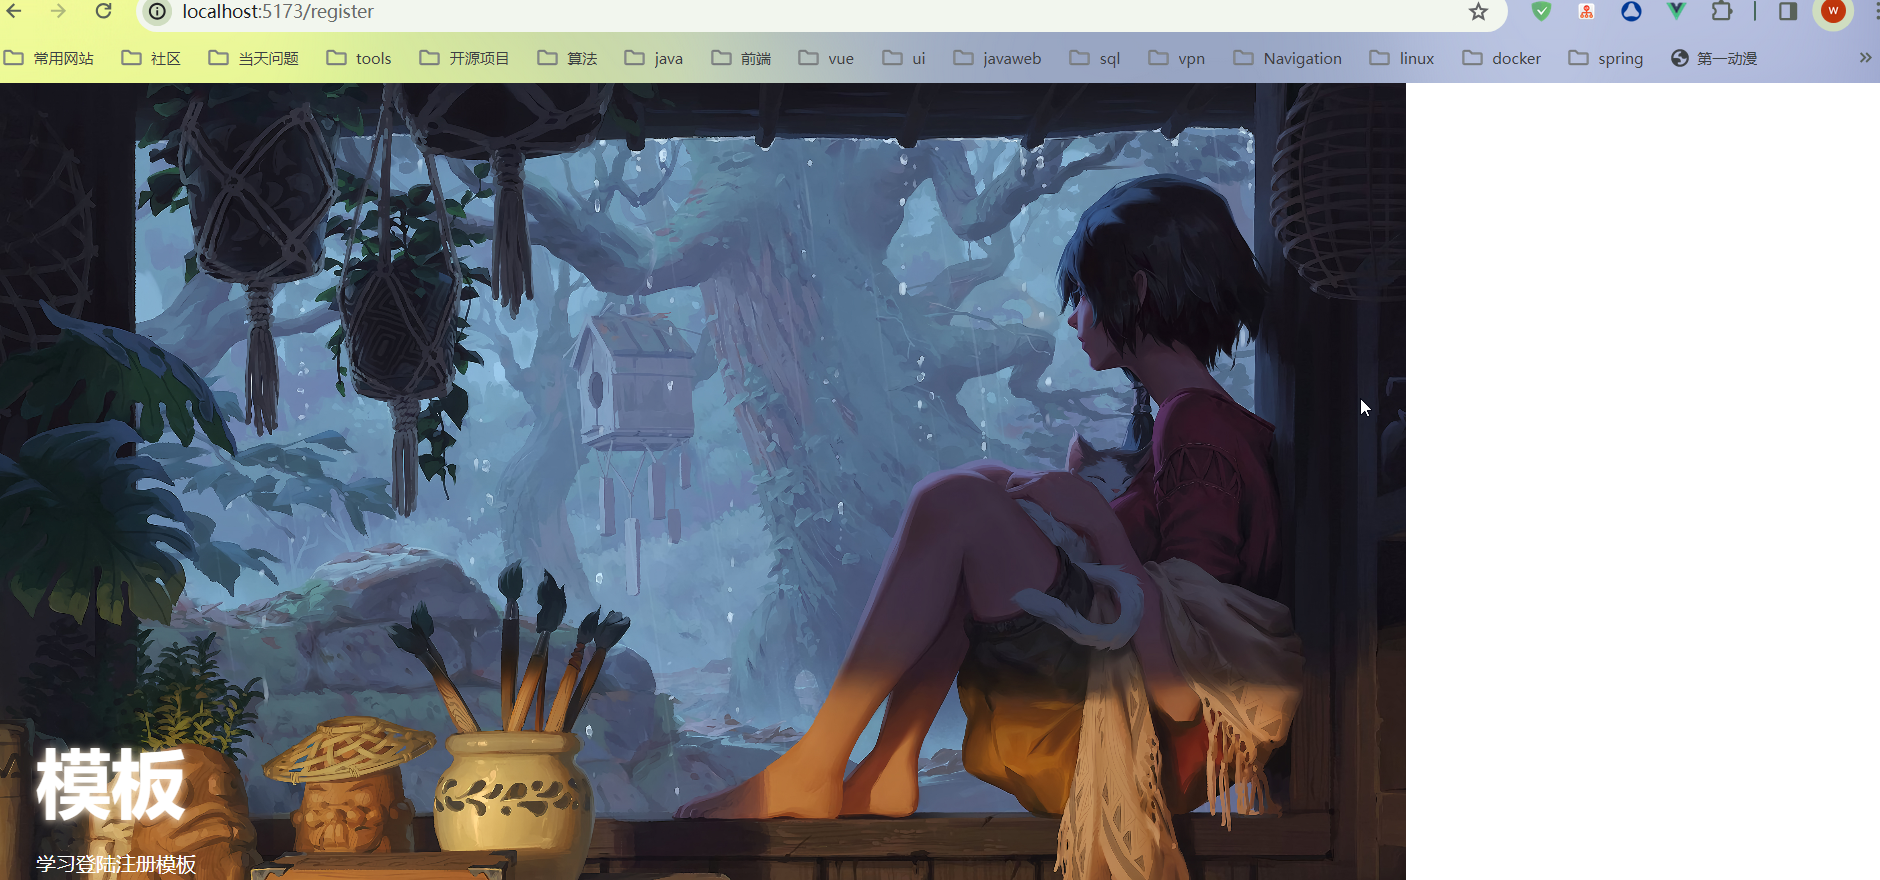 localhost:5173/register
常用网站 社区 当天问题 tools 开源项目 算法 java 前端 vue ui javaweb sql vpn Navigation linux docker spring 第一动漫 »
W
模板
学习登陆注册模板